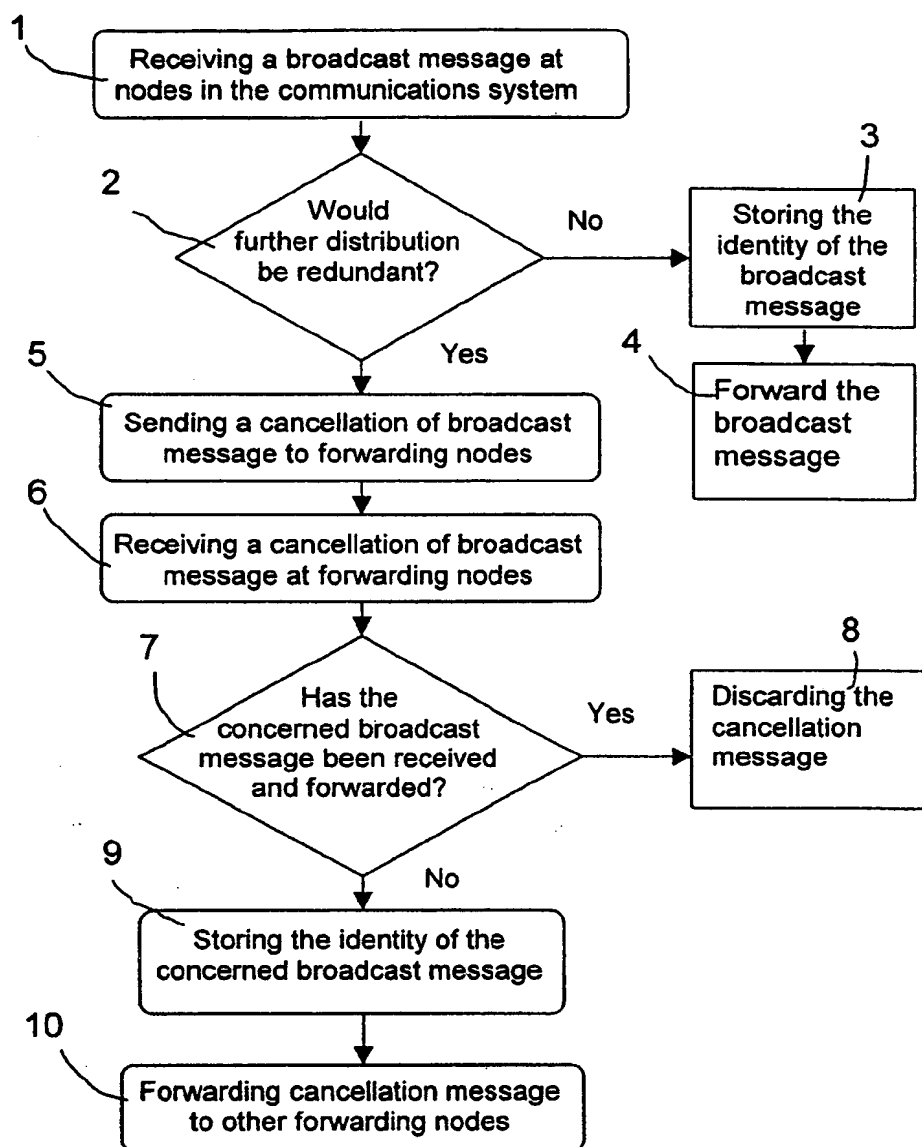 1
Receiving a broadcast message at
nodes in the communications system
2
Would
further distribution
be redundant?
No
3
Storing the
identity of the
broadcast
message
Yes
4
Forward the
broadcast
message
5
Sending a cancellation of broadcast
message to forwarding nodes
6
Receiving a cancellation of broadcast
message at forwarding nodes
7
Has the
concerned broadcast
message been received
and forwarded?
Yes
8
Discarding the
cancellation
message
No
9
Storing the identity of the
concerned broadcast message
10
Forwarding cancellation message
to other forwarding nodes